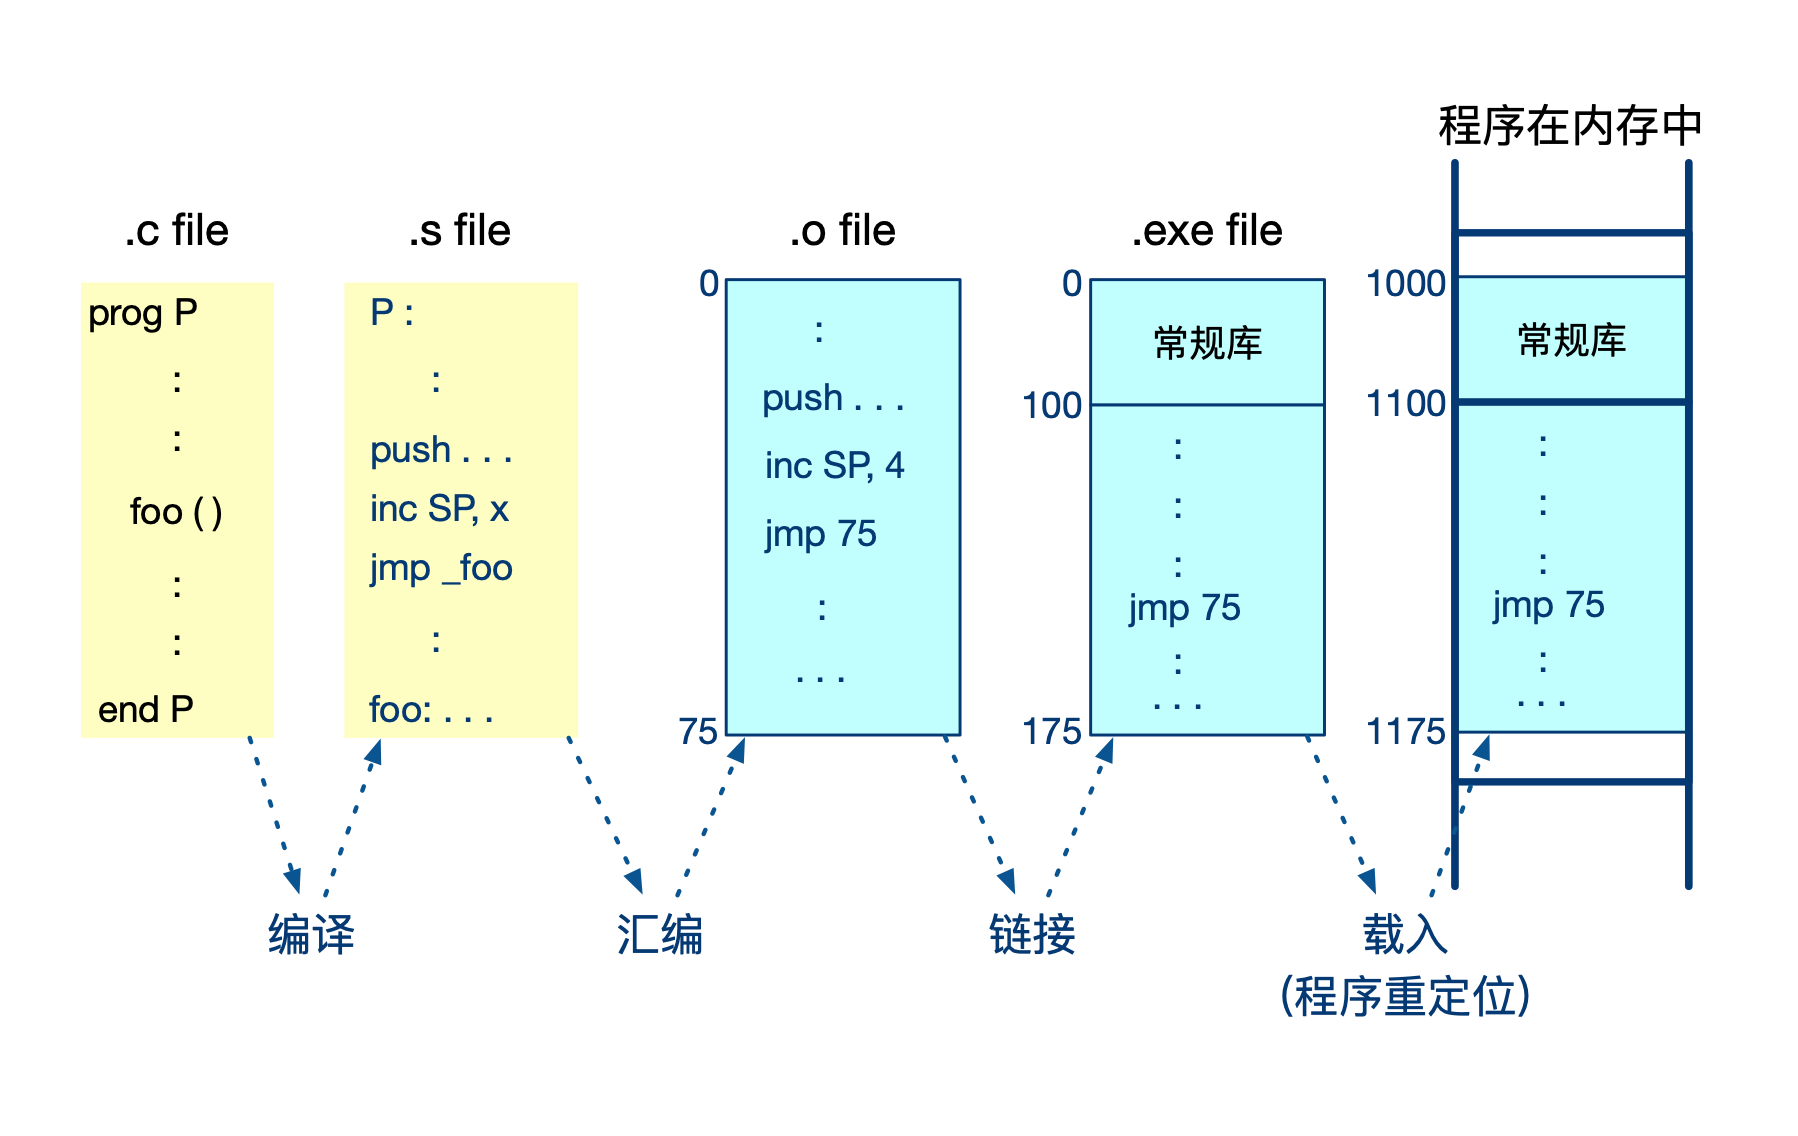 程序在内存中
.c file
prog P
:
:
foo ( )
:
:
end P
.s file
P :
:
push . . .
inc SP, x
jmp _foo
:
foo: . . .
.o file
0
:
push . . .
inc SP, 4
jmp 75
:
. . .
75
.exe file
0
常规库
100
:
:
:
jmp 75
:
. . .
175
1000
常规库
1100
:
:
:
jmp 75
:
. . .
1175
编译
汇编
链接
载入
(程序重定位)